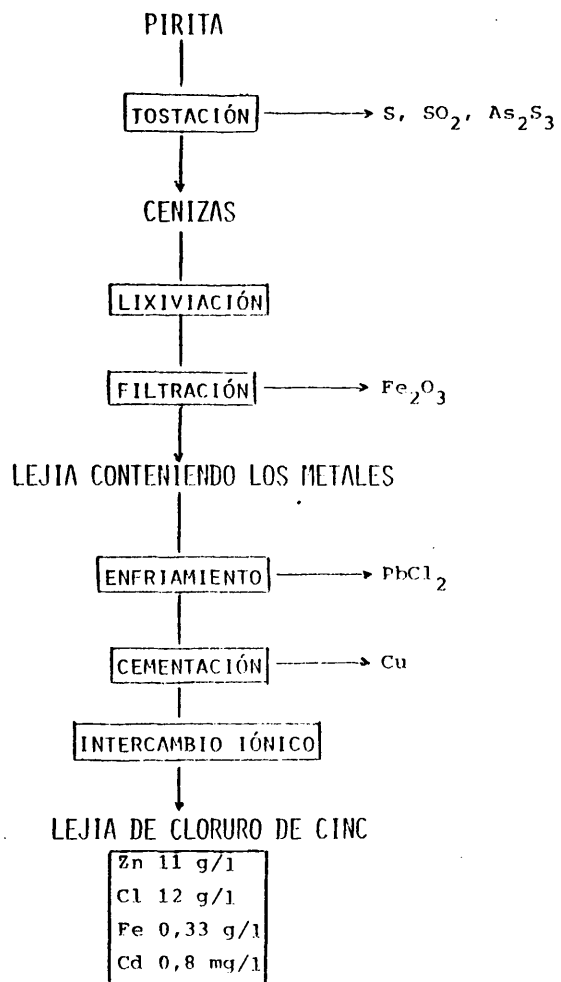 PIRITA
TOSTACIÓN S, SO2, As2S3
CENIZAS
LIXIVIACIÓN
FILTRACIÓN Fe2O3
LEJIA CONTENIENDO LOS METALES
ENFRIAMIENTO PbCl2
CEMENTACIÓN Cu
INTERCAMBIO IÓNICO
LEJIA DE CLORURO DE CINC
Zn 11 g/l
Cl 12 g/l
Fe 0,33 g/l
Cd 0,8 mg/l